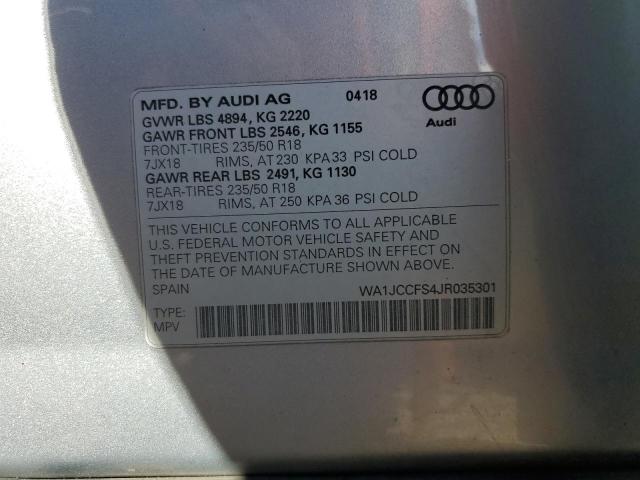 MFD. BY AUDI AG 0418
GVWR LBS 4894, KG 2220
GAWR FRONT LBS 2546, KG 1155
FRONT-TIRES 235/50 R18
7JX18 RIMS, AT 230 KPA 33 PSI COLD
GAWR REAR LBS 2491, KG 1130
REAR-TIRES 235/50 R18
7JX18 RIMS, AT 250 KPA 36 PSI COLD
Audi
THIS VEHICLE CONFORMS TO ALL APPLICABLE
U.S. FEDERAL MOTOR VEHICLE SAFETY AND
THEFT PREVENTION STANDARDS IN EFFECT ON
THE DATE OF MANUFACTURE SHOWN ABOVE.
SPAIN WA1JCCFS4JR035301
TYPE:
MPV